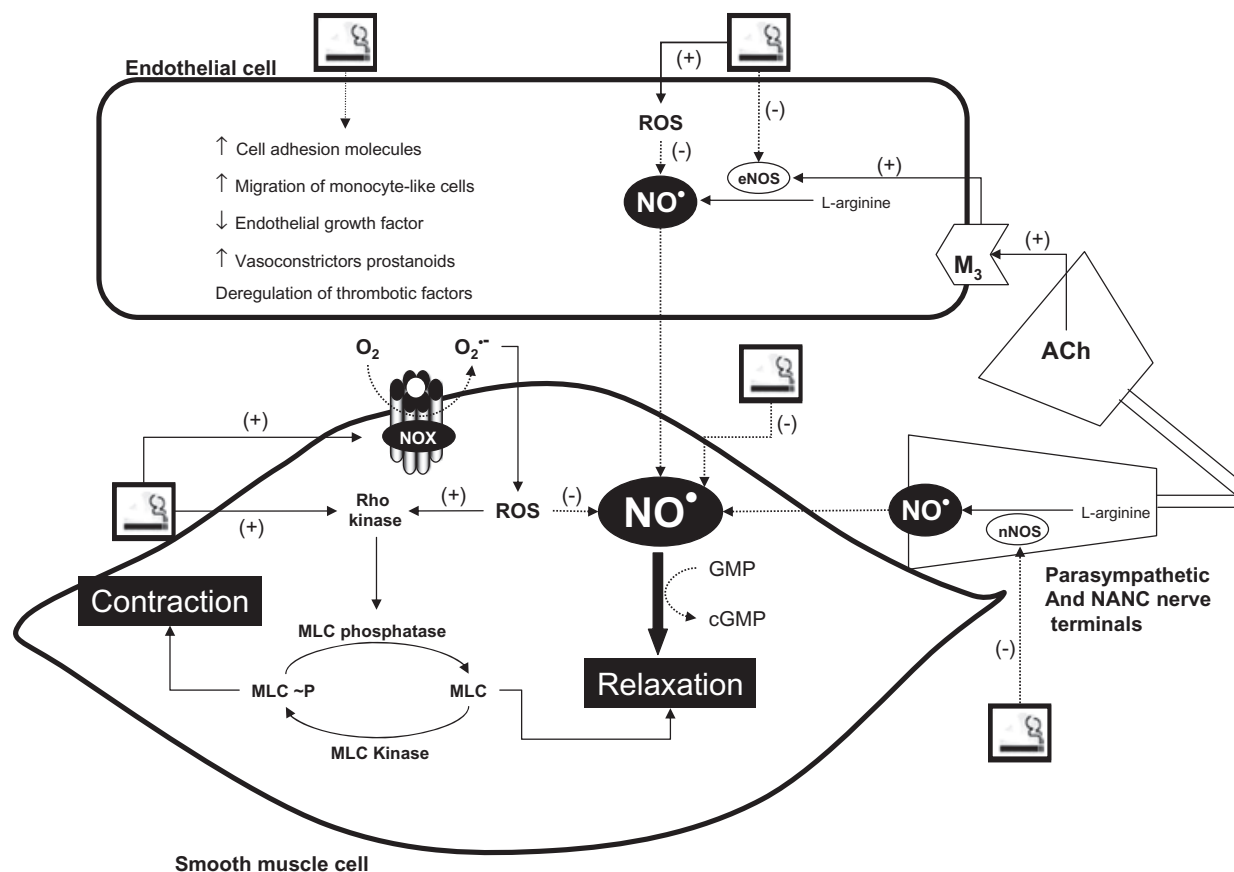 Endothelial cell
(+)
(-)
ROS
(-)
↑ Cell adhesion molecules
↑ Migration of monocyte-like cells
↓ Endothelial growth factor
↑ Vasoconstrictors prostanoids
Deregulation of thrombotic factors
eNOS
(+)
NO•
L-arginine
M3
(+)
ACh
O2
O2•-
NOX
(+)
(-)
Rho
kinase
(+)
(+)
ROS
(-)
NO•
NO•
L-arginine
nNOS
GMP
cGMP
Parasympathetic
And NANC nerve
terminals
(-)
Contraction
MLC phosphatase
MLC ~P
MLC
MLC Kinase
Relaxation
Smooth muscle cell